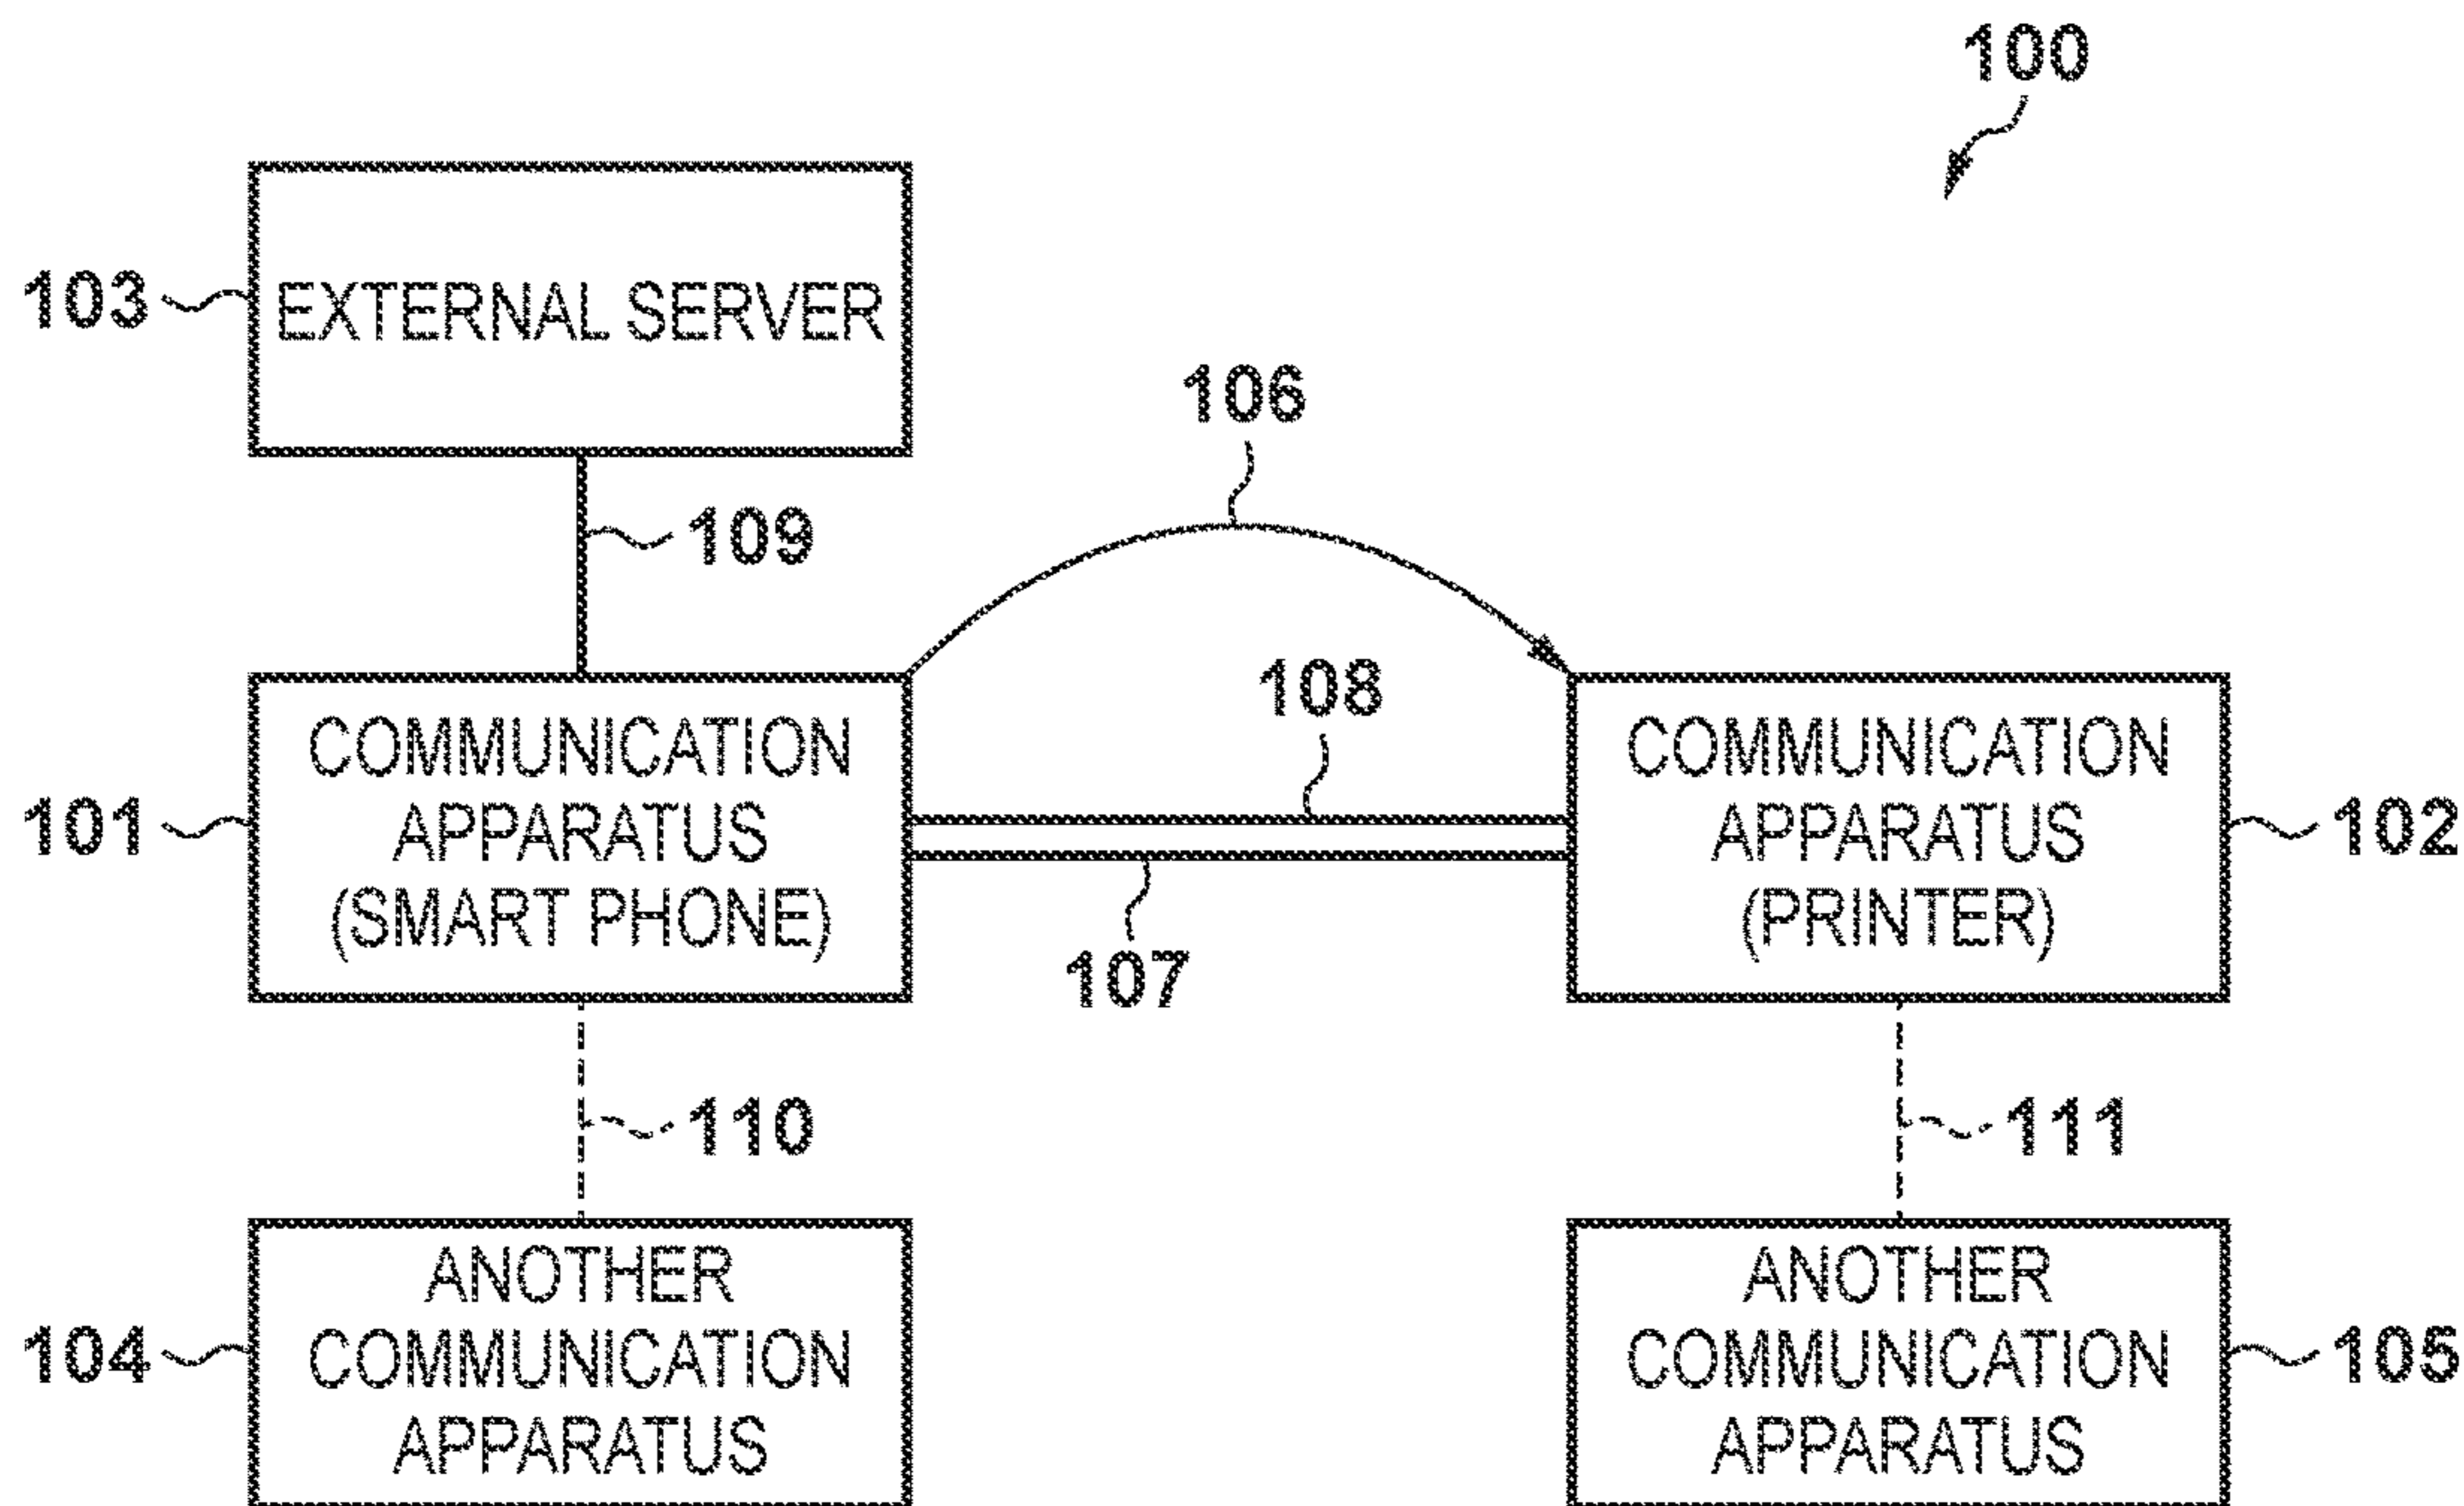 100
103
EXTERNAL SERVER
106
109
108
101
COMMUNICATION
APPARATUS
(SMART PHONE)
COMMUNICATION
APPARATUS
(PRINTER)
102
107
110
111
104
ANOTHER
COMMUNICATION
APPARATUS
ANOTHER
COMMUNICATION
APPARATUS
105